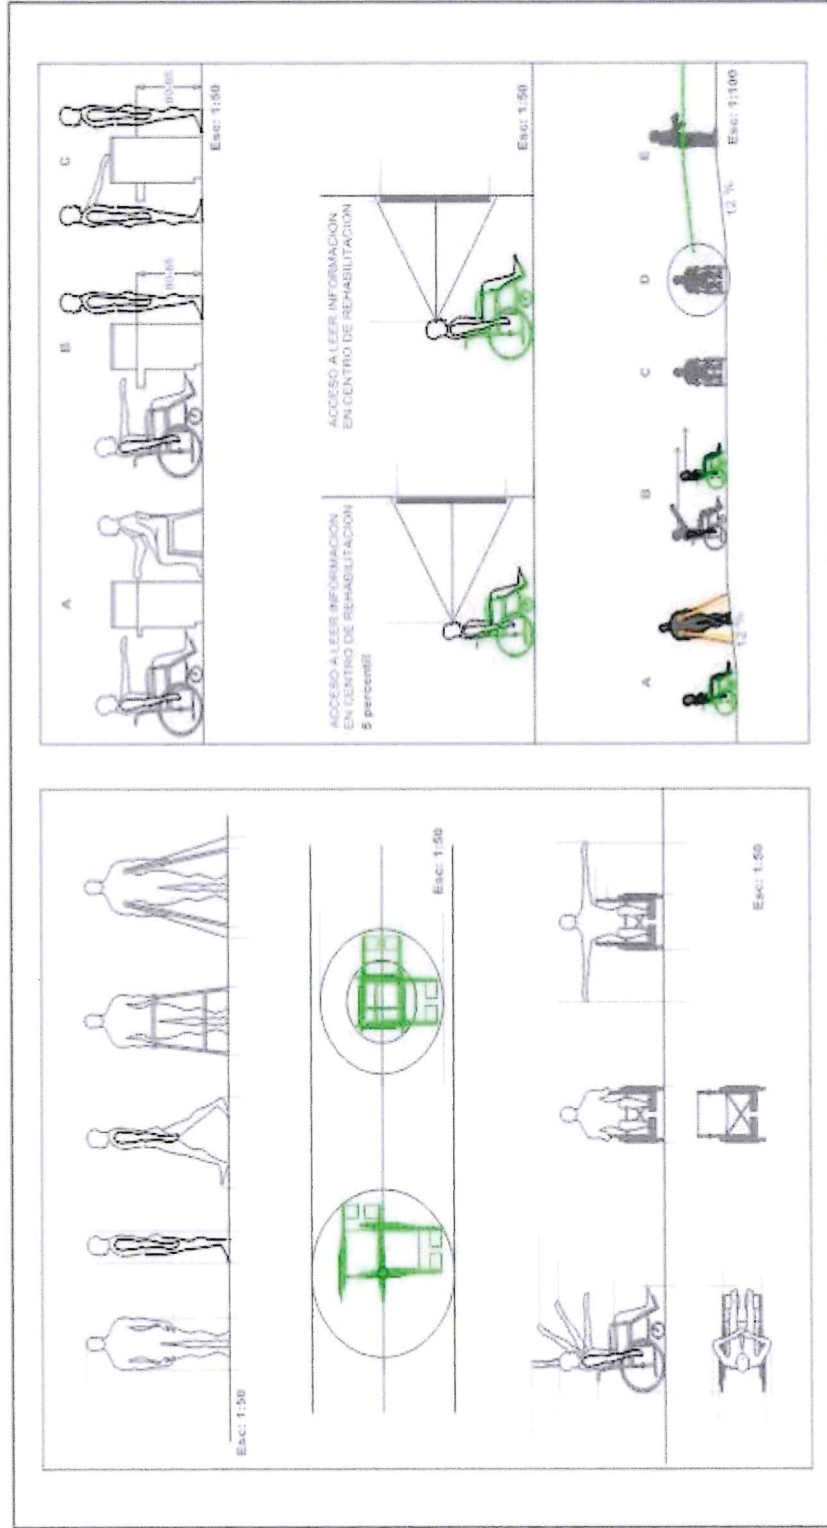 Esc: 1:50
Esc: 1:50
Esc: 1:50
A
B
C
Esc: 1:50
ACCESO A LEER INFORMACION
EN CENTRO DE REHABILITACION
5 percentil
ACCESO A LEER INFORMACION
EN CENTRO DE REHABILITACION
Esc: 1:50
A
B
C
D
E
12 %
12 %
Esc: 1:100